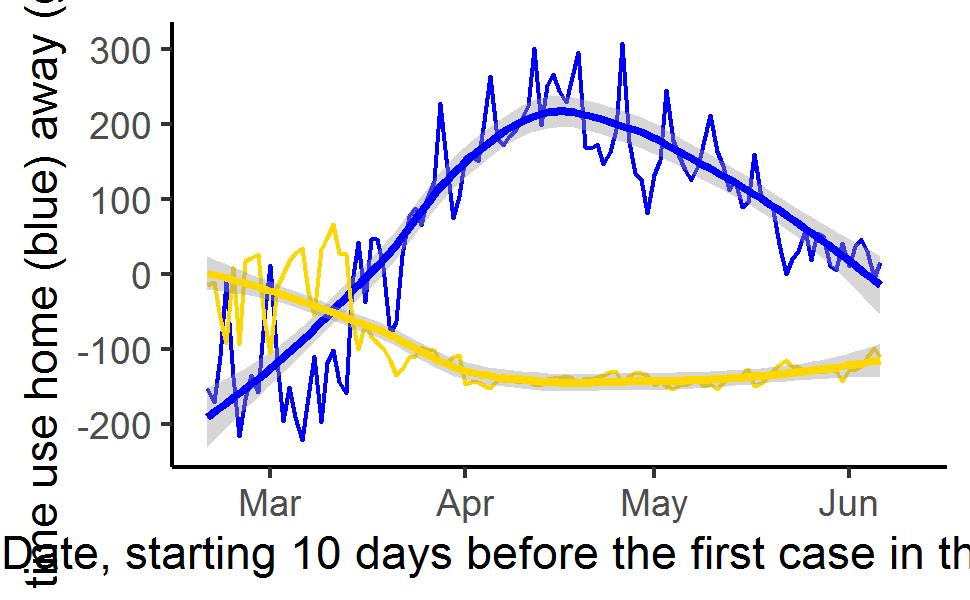 time use home (blue) away (
300
200
100
0
-100
-200
Mar Apr May Jun
Date, starting 10 days before the first case in th